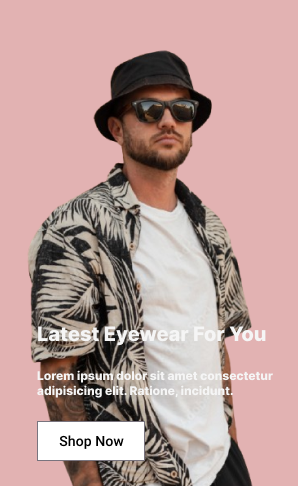 Latest Eyewear For You
Lorem ipsum dolor sit amet consectetur
adipisicing elit. Ratione, incidunt.
Shop Now